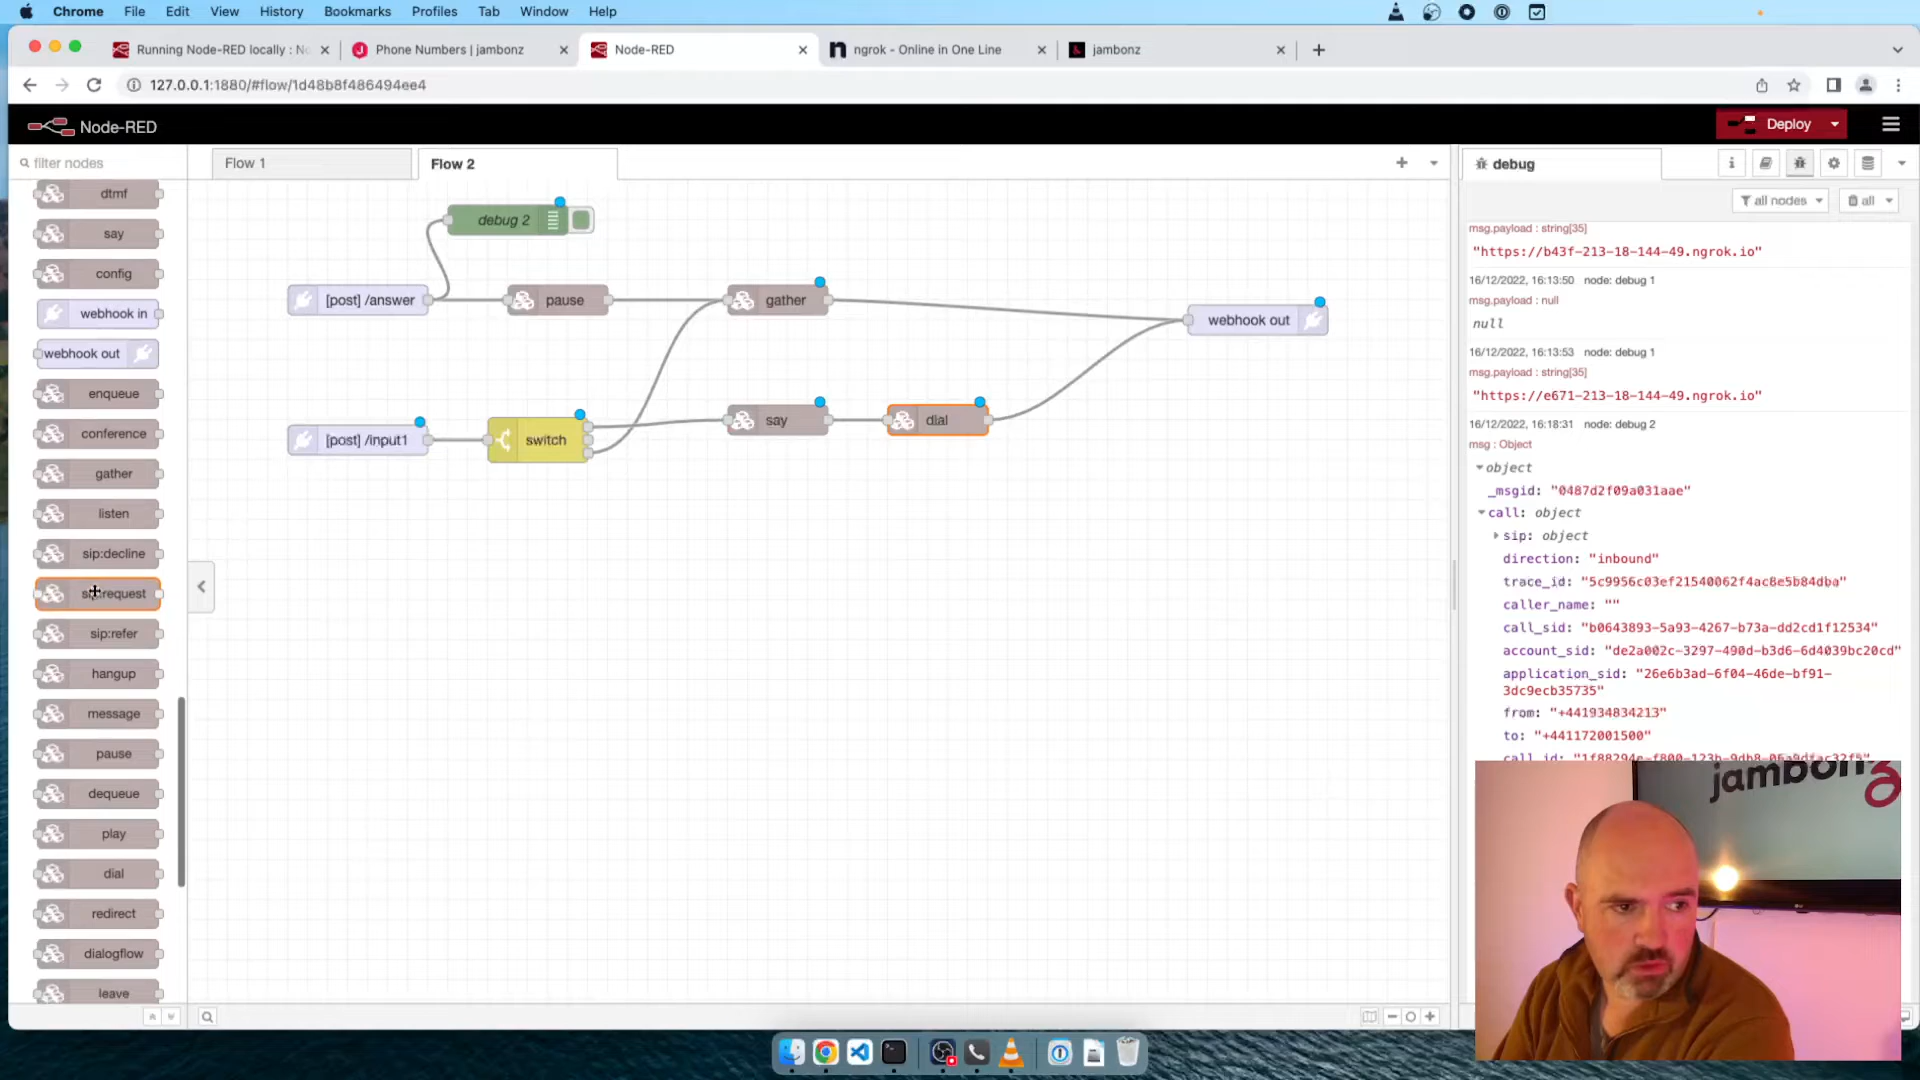 Chrome File Edit View History Bookmarks Profiles Tab Window Help
Running Node-RED locally : No
Phone Numbers | jambonz
Node-RED
ngrok - Online in One Line
jambonz
127.0.0.1:1880/#flow/1d48b8f486494ee4
Node-RED
Deploy
filter nodes
Flow 1
Flow 2
debug
all nodes
all
dtmf
say
config
webhook in
webhook out
enqueue
conference
gather
listen
sip:decline
sip:request
sip:refer
hangup
message
pause
dequeue
play
dial
redirect
dialogflow
leave
debug 2
[post] /answer
pause
gather
webhook out
[post] /input1
switch
say
dial
msg.payload : string[35]
"https://b43f-213-18-144-49.ngrok.io"
16/12/2022, 16:13:50 node: debug 1
msg.payload : null
null
16/12/2022, 16:13:53 node: debug 1
msg.payload : string[35]
"https://e671-213-18-144-49.ngrok.io"
16/12/2022, 16:18:31 node: debug 2
msg : Object
object
_msgid: "0487d2f09a031aae"
call: object
sip: object
direction: "inbound"
trace_id: "5c9956c03ef21540062f4ac8e5b84dba"
caller_name: ""
call_sid: "b0643893-5a93-4267-b73a-dd2cd1f12534"
account_sid: "de2a002c-3297-490d-b3d6-6d4039bc20cd"
application_sid: "26e6b3ad-6f04-46de-bf91-
3dc9ecb35735"
from: "+441934834213"
to: "+441172001500"
call_id:
jambonz